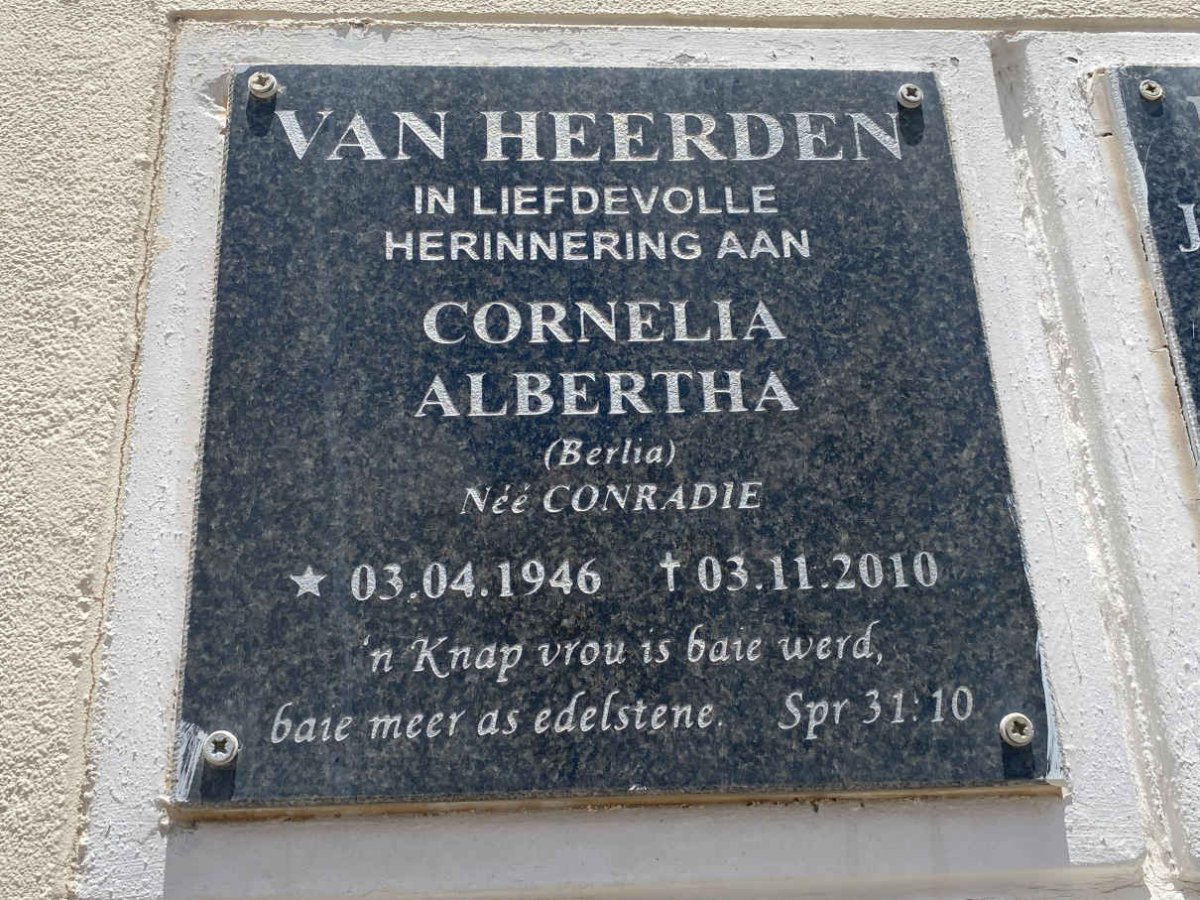 VAN HEERDEN
IN LIEFDEVOLLE
HERINNERING AAN
CORNELIA
ALBERTHA
(Berlia)
Néé CONRADIE
★ 03.04.1946 ✝ 03.11.2010
'n Knap vrou is baie werd,
baie meer as edelstene. Spr 31:10